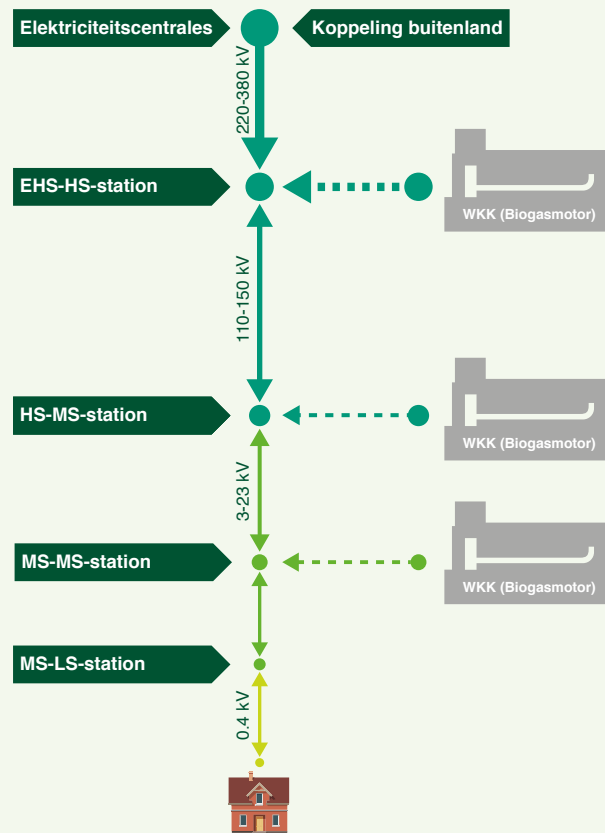 Elektriciteitscentrales
Koppeling buitenland
220-380 kV
EHS-HS-station
WKK (Biogasmotor)
110-150 kV
HS-MS-station
WKK (Biogasmotor)
3-23 kV
MS-MS-station
WKK (Biogasmotor)
MS-LS-station
0.4 kV